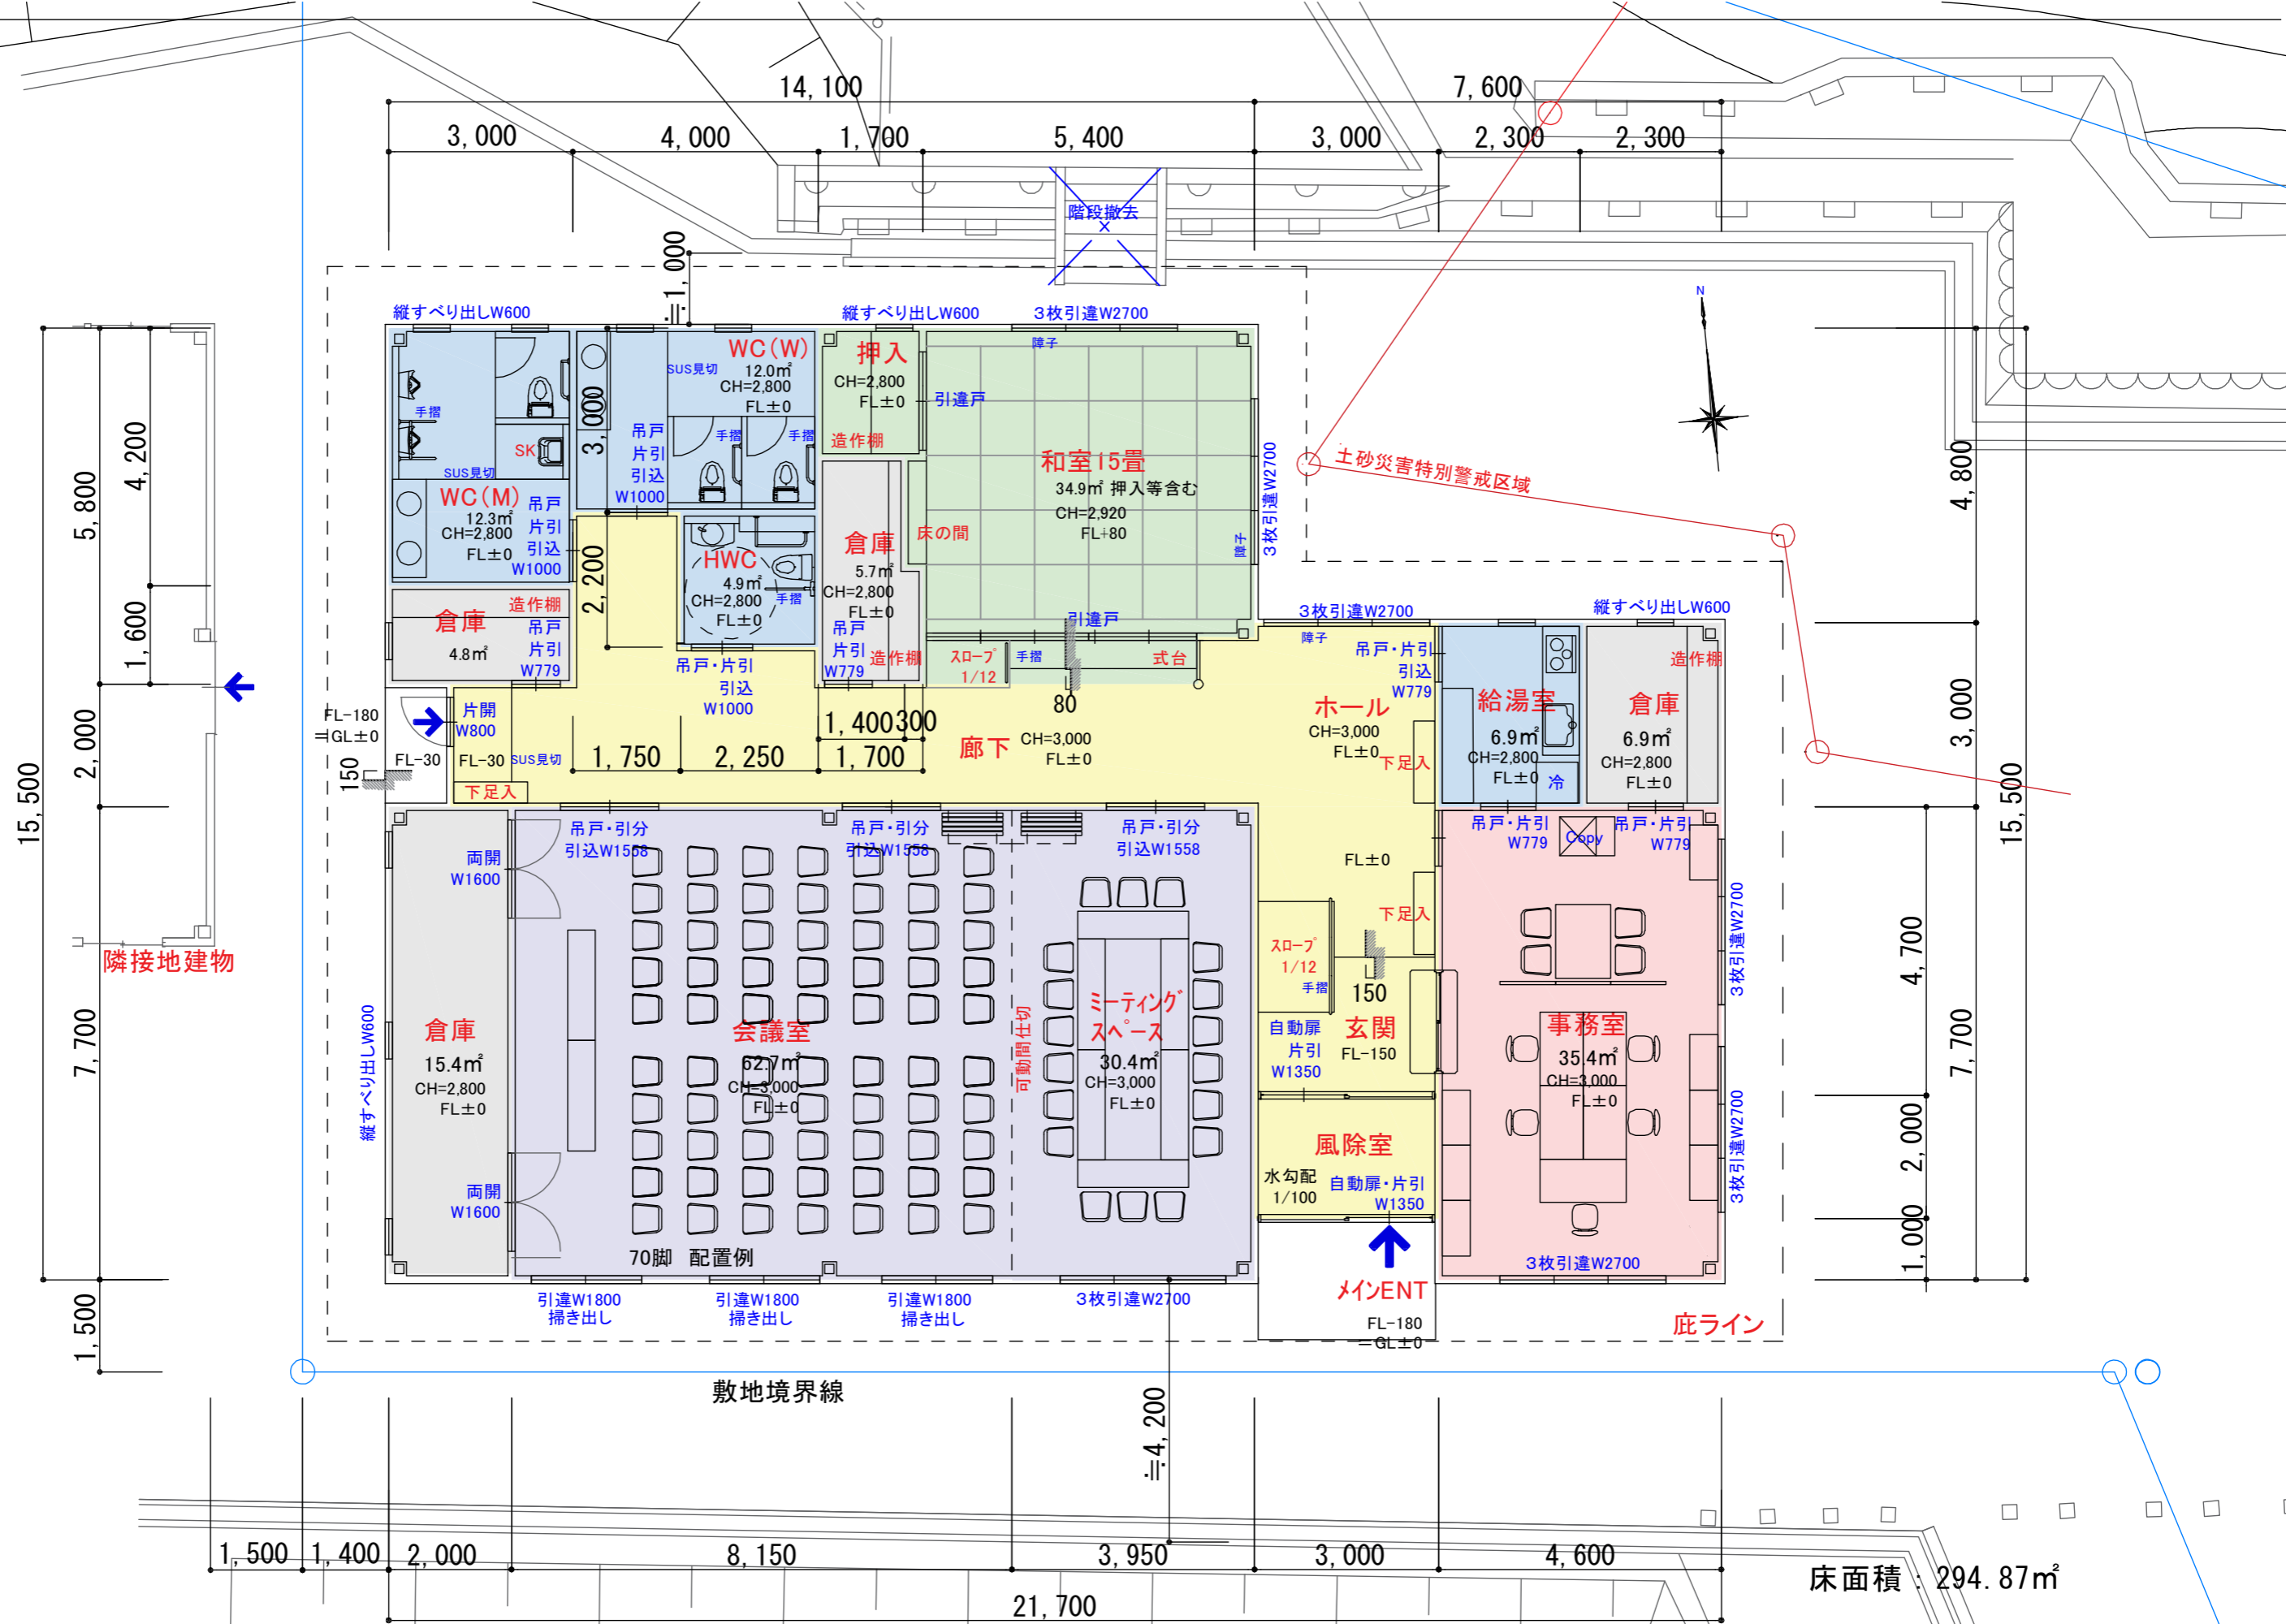 14,100
7,600
3,000
4,000
1,700
5,400
3,000
2,300
2,300
階段撤去
≒1,000
N
縦すべり出しW600
縦すべり出しW600
3枚引違W2700
障子
WC(W)
12.0㎡
CH=2,800
FL±0
SUS見切
手摺
手摺
3,000
吊戸
片引
引込
W1000
手摺
SK
SUS見切
WC(M)
12.3㎡
CH=2,800
FL±0
吊戸
片引
引込
W1000
押入
CH=2,800
FL±0
造作棚
引違戸
和室15畳
34.9㎡ 押入等含む
CH=2,920
FL+80
床の間
障子
3枚引違W2700
引違戸
土砂災害特別警戒区域
HWC
4.9㎡
CH=2,800
FL±0
手摺
2,200
倉庫
5.7㎡
CH=2,800
FL±0
吊戸
片引
W779
造作棚
倉庫
4.8㎡
造作棚
吊戸
片引
W779
吊戸・片引
引込
W1000
スロープ
1/12
手摺
式台
80
3枚引違W2700
障子
縦すべり出しW600
吊戸・片引
引込
W779
ホール
CH=3,000
FL±0
下足入
給湯室
6.9㎡
CH=2,800
FL±0
冷
倉庫
6.9㎡
CH=2,800
FL±0
造作棚
FL-180
=GL±0
150
FL-30
片開
W800
FL-30
SUS見切
下足入
1,750
2,250
1,400
300
1,700
廊下
CH=3,000
FL±0
15,500
5,800
4,200
1,600
2,000
7,700
1,500
隣接地建物
4,800
3,000
15,500
4,700
7,700
2,000
1,000
吊戸・引分
引込W1558
吊戸・引分
引込W1558
吊戸・引分
引込W1558
両開
W1600
両開
W1600
倉庫
15.4㎡
CH=2,800
FL±0
縦すべり出しW600
会議室
62.7㎡
CH=3,000
FL±0
70脚 配置例
可動間仕切
ミーティング
スペース
30.4㎡
CH=3,000
FL±0
FL±0
下足入
スロープ
1/12
手摺
150
自動扉
片引
W1350
玄関
FL-150
風除室
水勾配
1/100
自動扉・片引
W1350
吊戸・片引
W779
Copy
吊戸・片引
W779
事務室
35.4㎡
CH=3,000
FL±0
3枚引違W2700
3枚引違W2700
3枚引違W2700
引違W1800
掃き出し
引違W1800
掃き出し
引違W1800
掃き出し
3枚引違W2700
メインENT
FL-180
=GL±0
庇ライン
敷地境界線
≒4,200
1,500
1,400
2,000
8,150
3,950
3,000
4,600
21,700
床面積：294.87㎡